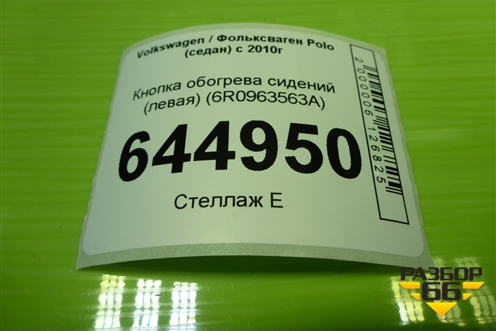 Volkswagen / Фольксваген Polo
(седан) с 2010г
Кнопка обогрева сидений
(левая) (6R0963563A)
644950
Стеллаж Е
2000006126825
РАЗБОР
66